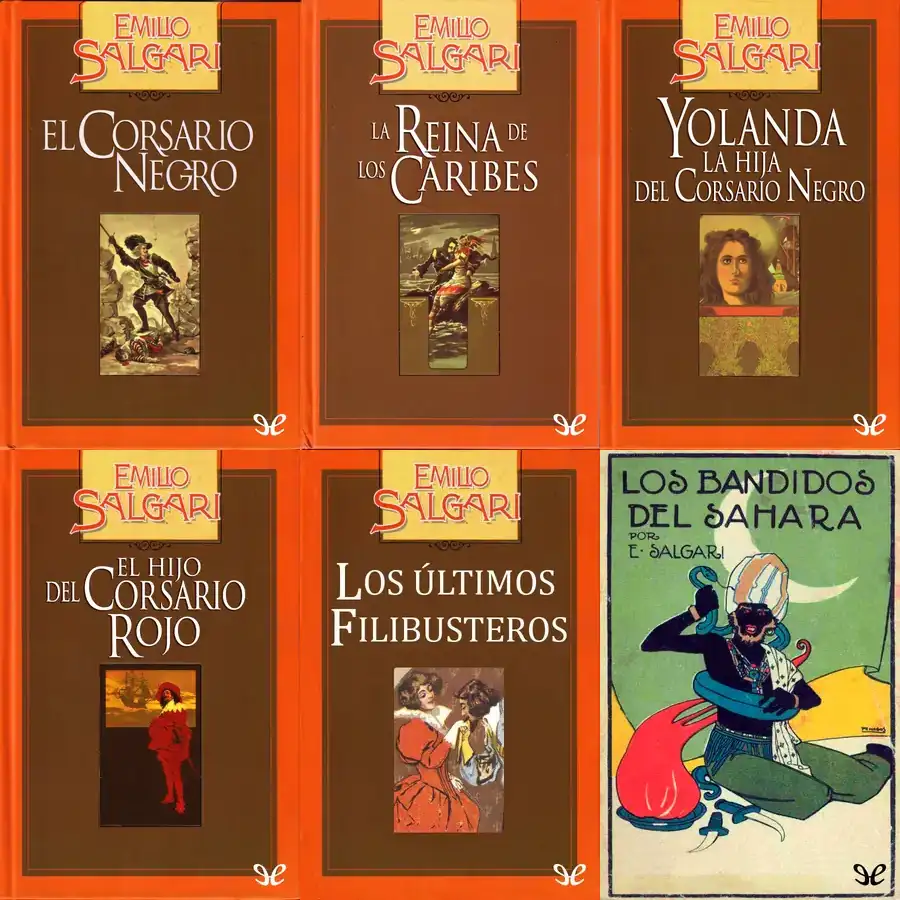 EMILIO
SALGARI
EL CORSARIO
NEGRO
EMILIO
SALGARI
LA REINA DE
LOS CARIBES
EMILIO
SALGARI
YOLANDA
LA HIJA
DEL CORSARIO NEGRO
EMILIO
SALGARI
EL HIJO
DEL CORSARIO
ROJO
EMILIO
SALGARI
LOS ÚLTIMOS
FILIBUSTEROS
LOS BANDIDOS
DEL SAHARA
POR
E. SALGARI